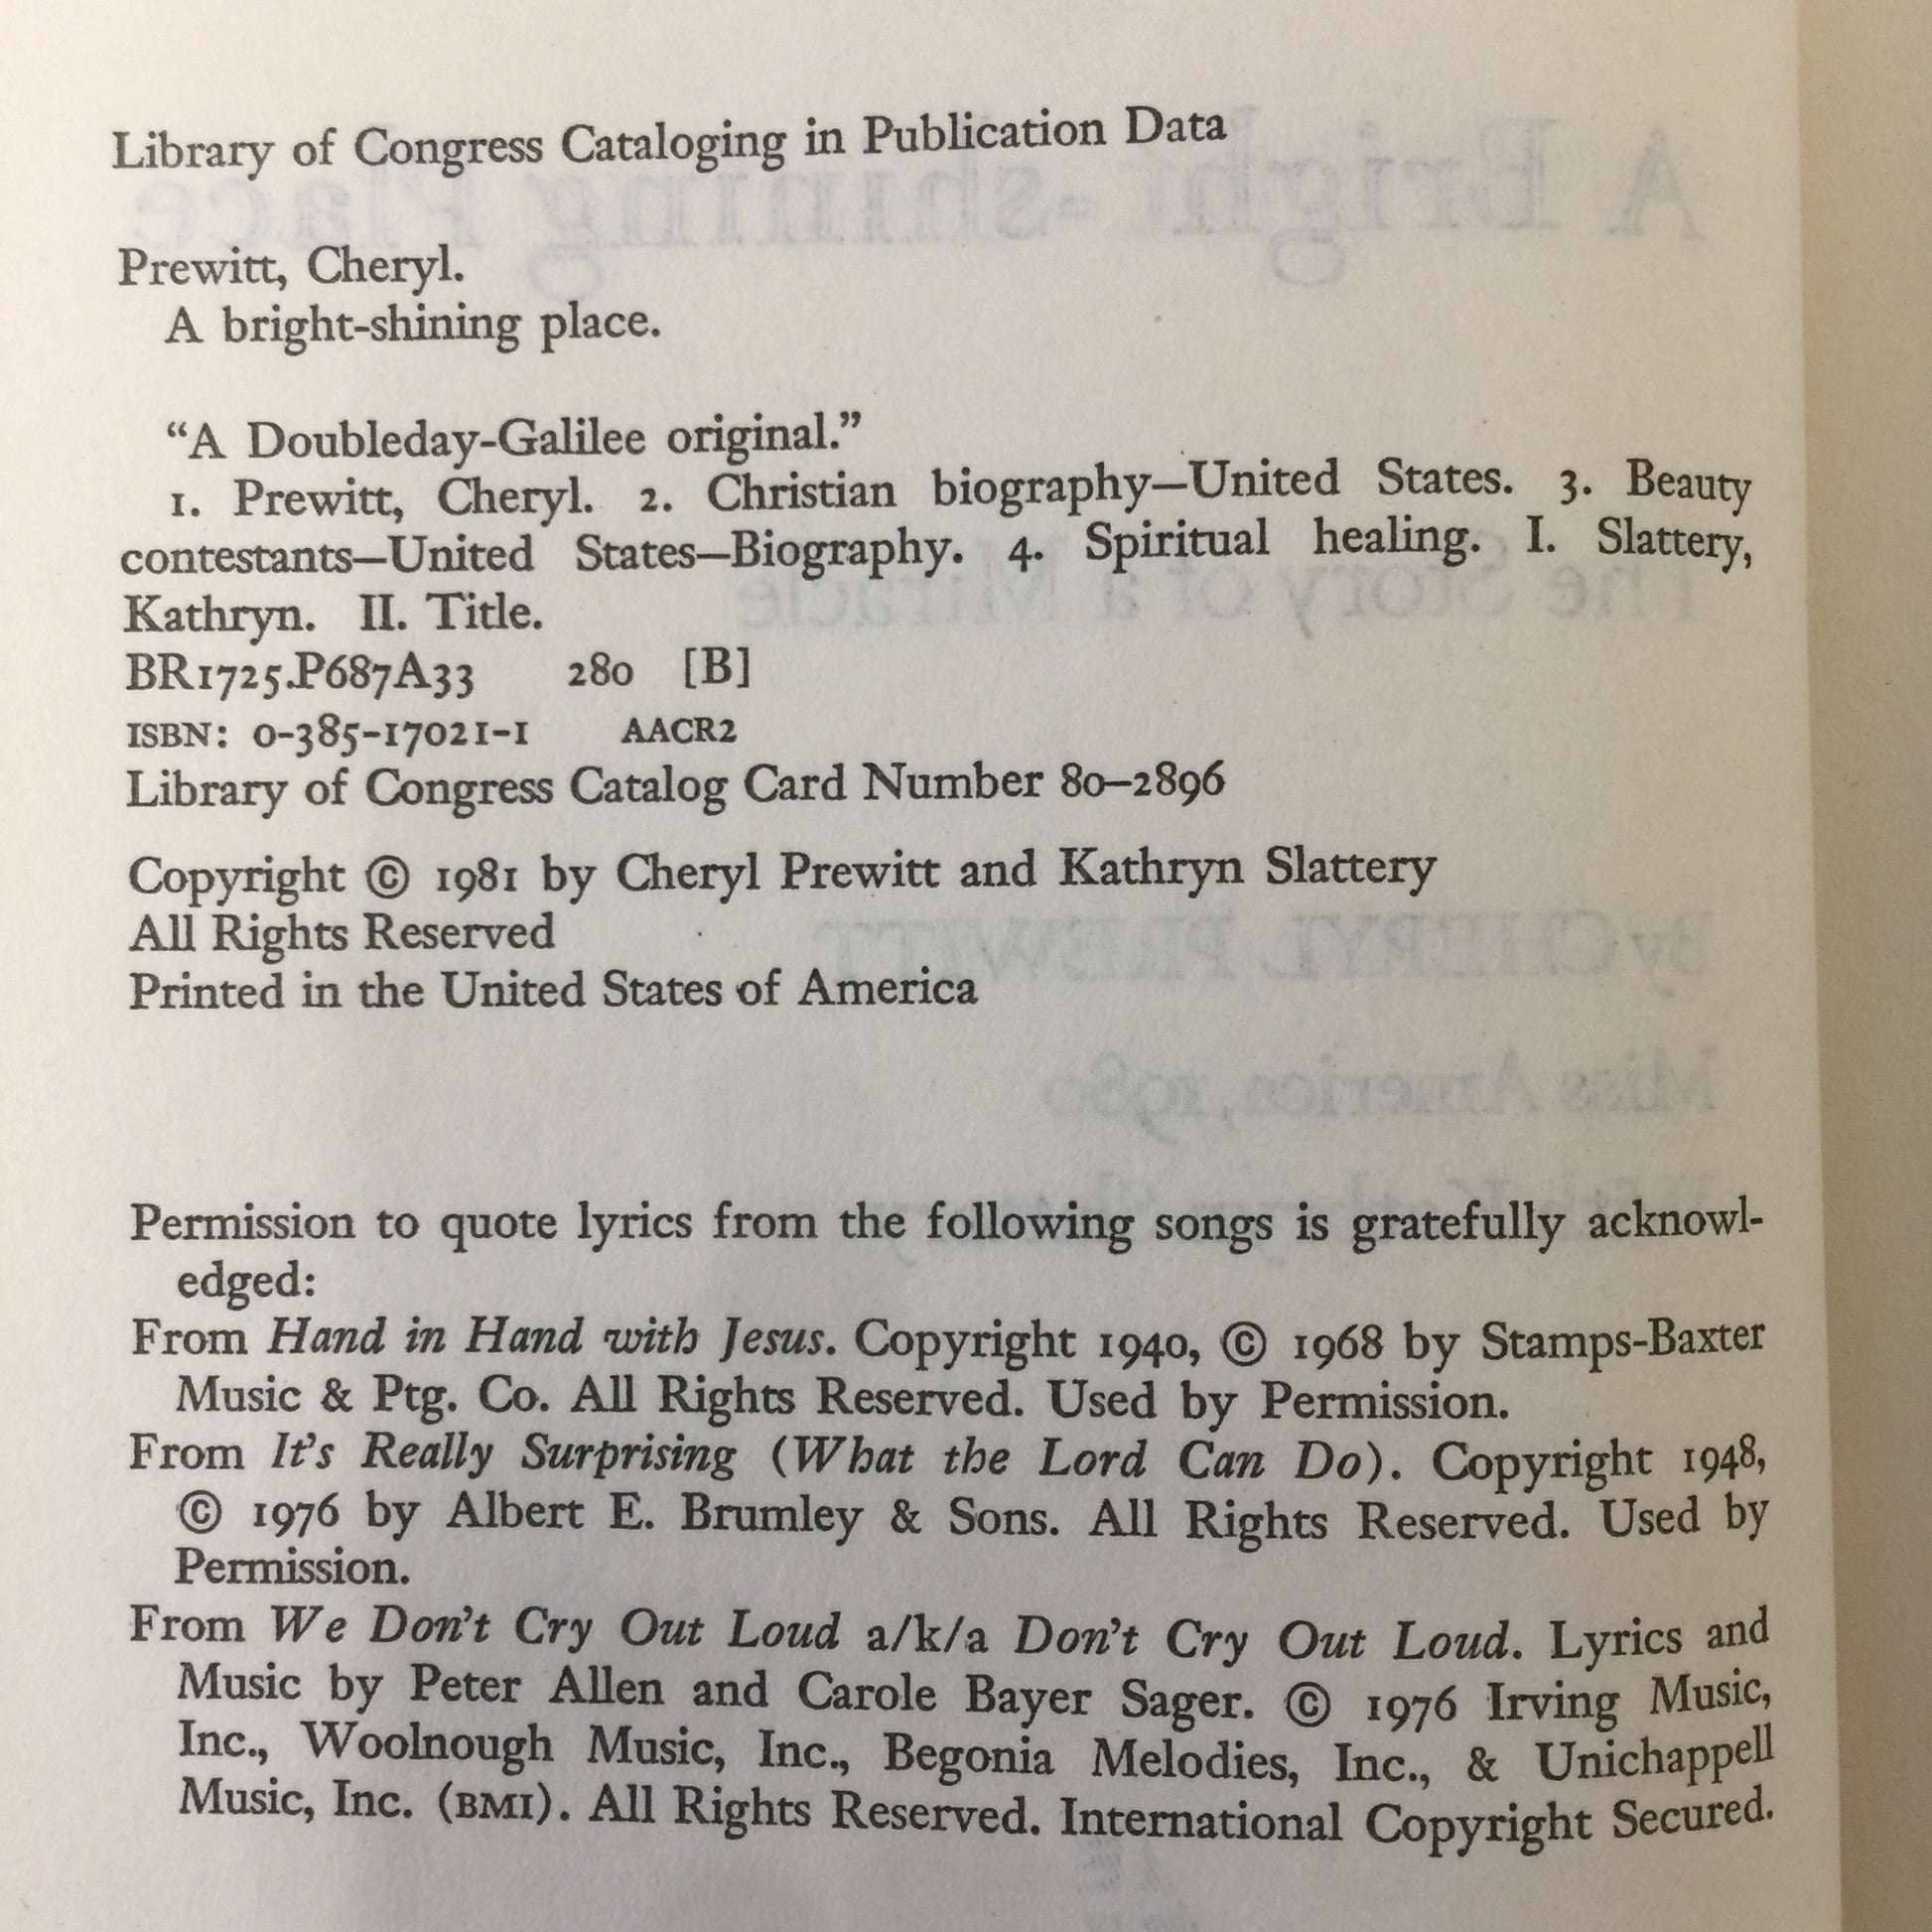 Library of Congress Cataloging in Publication Data
Prewitt, Cheryl.
A bright-shining place.
“A Doubleday-Galilee original.”
1. Prewitt, Cheryl. 2. Christian biography—United States. 3. Beauty
contestants—United States—Biography. 4. Spiritual healing. I. Slattery,
Kathryn. II. Title.
BR1725.P687A33 280 [B]
ISBN: 0-385-17021-1 AACR2
Library of Congress Catalog Card Number 80–2896
Copyright © 1981 by Cheryl Prewitt and Kathryn Slattery
All Rights Reserved
Printed in the United States of America
Permission to quote lyrics from the following songs is gratefully acknowl-
edged:
From Hand in Hand with Jesus. Copyright 1940, © 1968 by Stamps-Baxter
Music & Ptg. Co. All Rights Reserved. Used by Permission.
From It’s Really Surprising (What the Lord Can Do). Copyright 1948,
© 1976 by Albert E. Brumley & Sons. All Rights Reserved. Used by
Permission.
From We Don’t Cry Out Loud a/k/a Don’t Cry Out Loud. Lyrics and
Music by Peter Allen and Carole Bayer Sager. © 1976 Irving Music,
Inc., Woolnough Music, Inc., Begonia Melodies, Inc., & Unichappell
Music, Inc. (BMI). All Rights Reserved. International Copyright Secured.